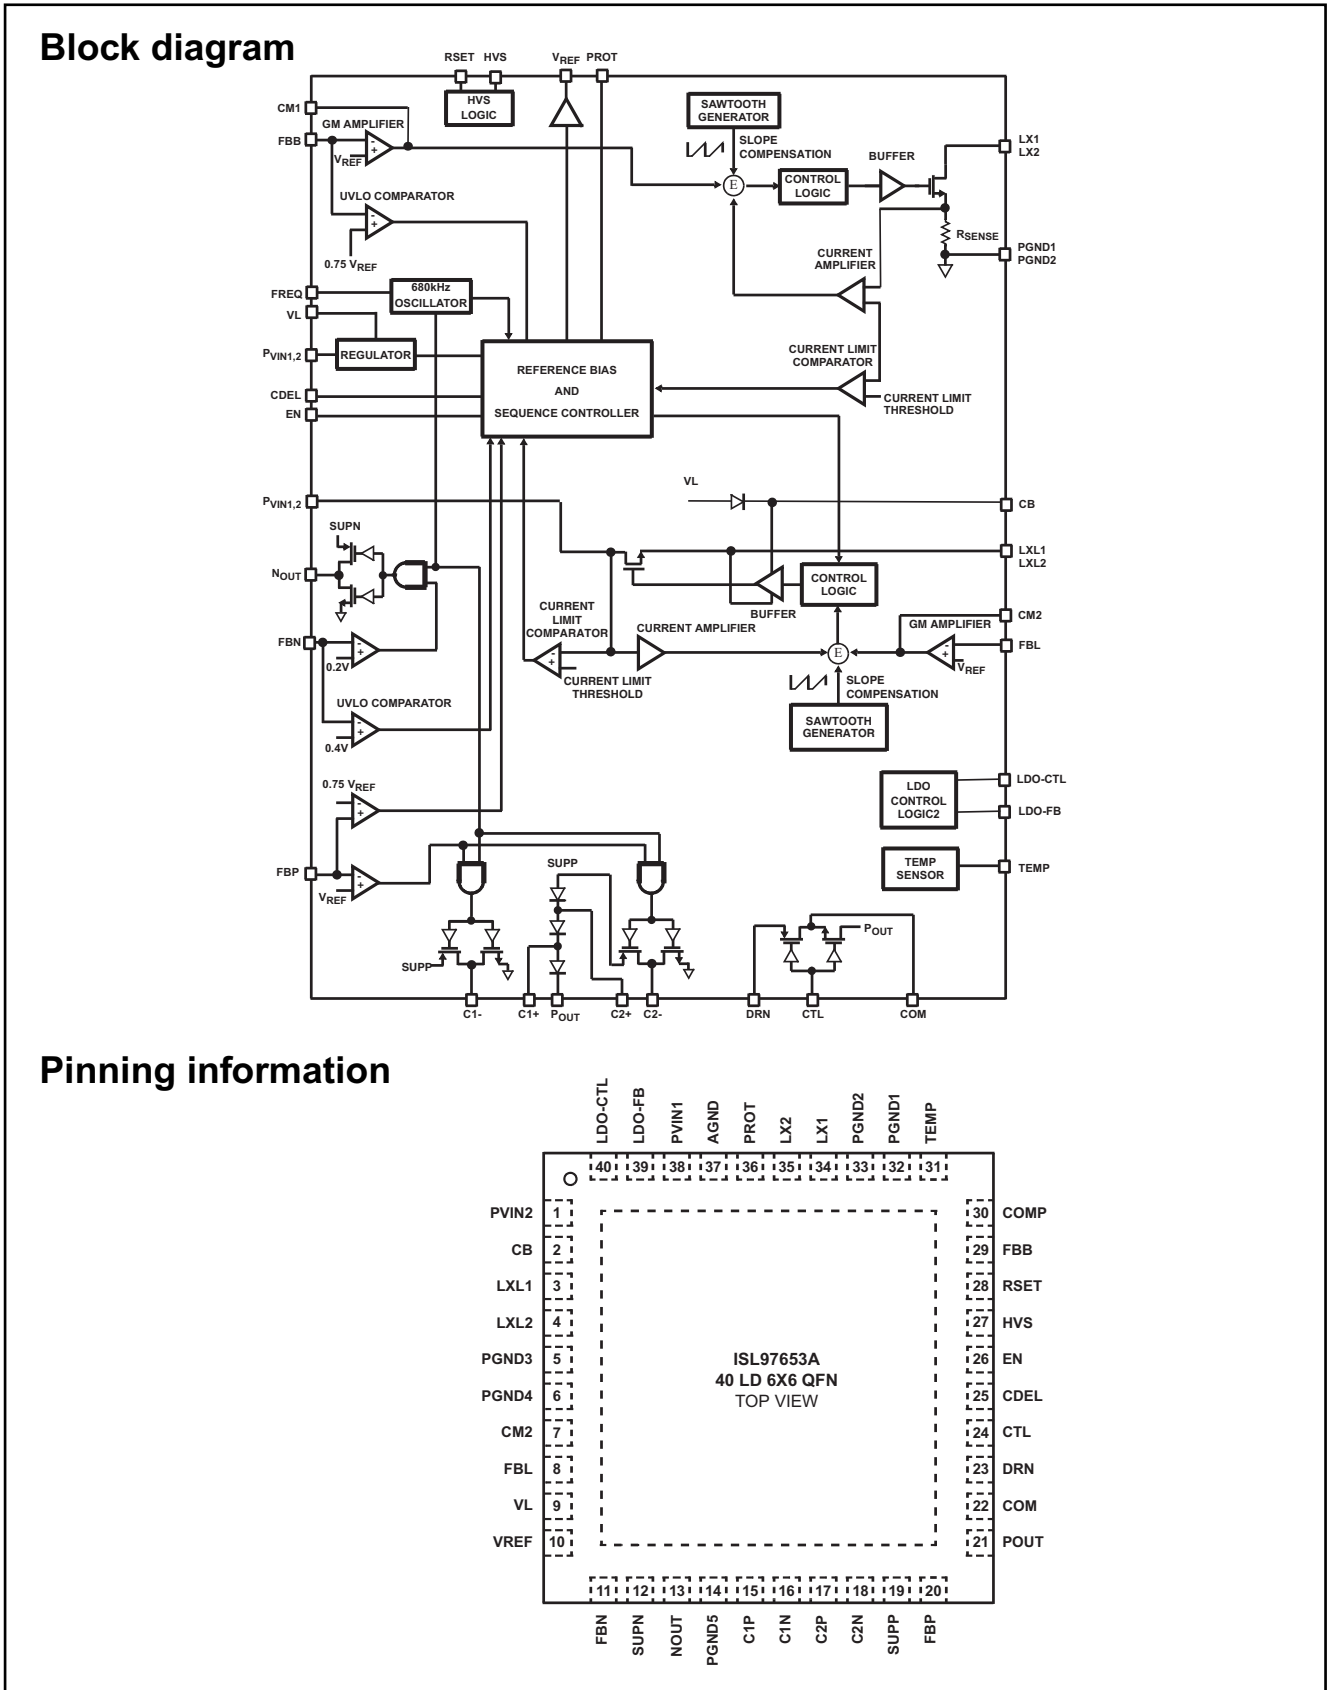 Block diagram
RSET HVS
VREF PROT
HVS
LOGIC
CM1
GM AMPLIFIER
FBB
VREF
-
+
UVLO COMPARATOR
-
+
0.75 VREF
SAWTOOTH
GENERATOR
SLOPE
COMPENSATION
E
CONTROL
LOGIC
BUFFER
LX1
LX2
RSENSE
PGND1
PGND2
CURRENT
AMPLIFIER
-
+
FREQ
680kHz
OSCILLATOR
VL
PVIN1,2
REGULATOR
CDEL
EN
REFERENCE BIAS
AND
SEQUENCE CONTROLLER
CURRENT LIMIT
COMPARATOR
-
+
CURRENT LIMIT
THRESHOLD
PVIN1,2
VL
CB
SUPN
NOUT
LXL1
LXL2
CONTROL
LOGIC
BUFFER
CURRENT
LIMIT
COMPARATOR
CURRENT AMPLIFIER
-
+
CURRENT LIMIT
THRESHOLD
E
GM AMPLIFIER
CM2
FBL
-
+
VREF
SLOPE
COMPENSATION
SAWTOOTH
GENERATOR
FBN
-
+
0.2V
UVLO COMPARATOR
-
+
0.4V
0.75 VREF
-
+
FBP
-
+
VREF
LDO
CONTROL
LOGIC2
LDO-CTL
LDO-FB
TEMP
SENSOR
TEMP
SUPP
SUPP
POUT
C1-
C1+
POUT
C2+
C2-
DRN
CTL
COM
Pinning information
LDO-CTL
LDO-FB
PVIN1
AGND
PROT
LX2
LX1
PGND2
PGND1
TEMP
40 39 38 37 36 35 34 33 32 31
PVIN2 1
CB 2
LXL1 3
LXL2 4
PGND3 5
PGND4 6
CM2 7
FBL 8
VL 9
VREF 10
ISL97653A
40 LD 6X6 QFN
TOP VIEW
30 COMP
29 FBB
28 RSET
27 HVS
26 EN
25 CDEL
24 CTL
23 DRN
22 COM
21 POUT
11 12 13 14 15 16 17 18 19 20
FBN
SUPN
NOUT
PGND5
C1P
C1N
C2P
C2N
SUPP
FBP